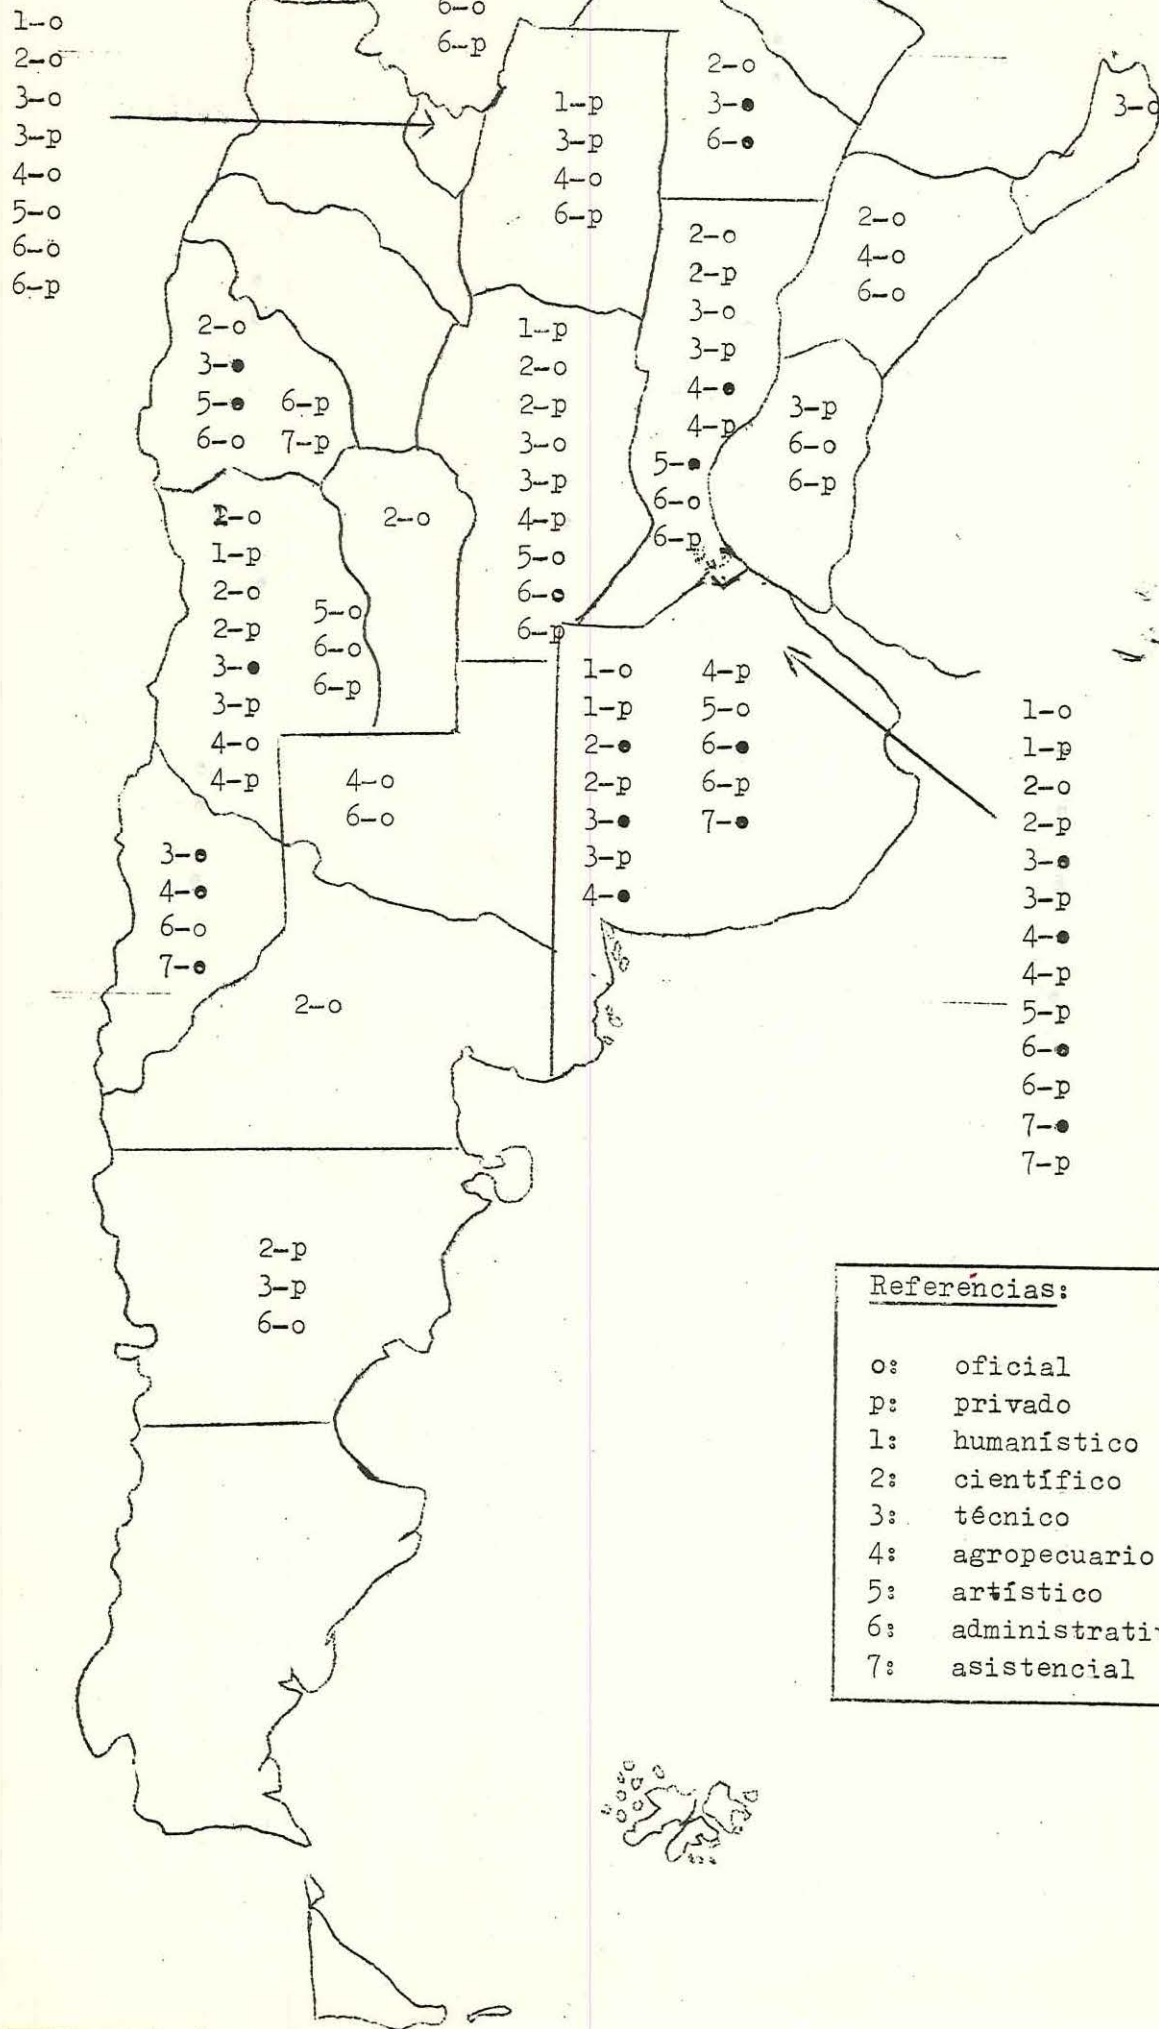 1-o
2-o
3-o
3-p
4-o
5-o
6-o
6-p
6-o
6-p
1-p
3-p
4-o
6-p
2-o
3-●
6-●
3-o
2-o
2-p
3-o
3-p
4-●
4-p
5-●
6-o
6-p
2-o
4-o
6-o
2-o
3-●
5-● 6-p
6-o 7-p
1-p
2-o
2-p
3-o
3-p
4-p
5-o
6-●
6-p
3-p
6-o
6-p
1-o
1-p
2-o
2-p
3-●
3-p
4-o
4-p
5-o
6-o
6-p
2-o
1-o 4-p
1-p 5-o
2-● 6-●
2-p 6-p
3-● 7-●
3-p
4-●
4-o
6-o
3-●
4-●
6-o
7-●
2-o
1-o
1-p
2-o
2-p
3-●
3-p
4-●
4-p
5-p
6-●
6-p
7-●
7-p
2-p
3-p
6-o
Referencias:
o: oficial
p: privado
1: humanístico
2: científico
3: técnico
4: agropecuario
5: artístico
6: administrati
7: asistencial